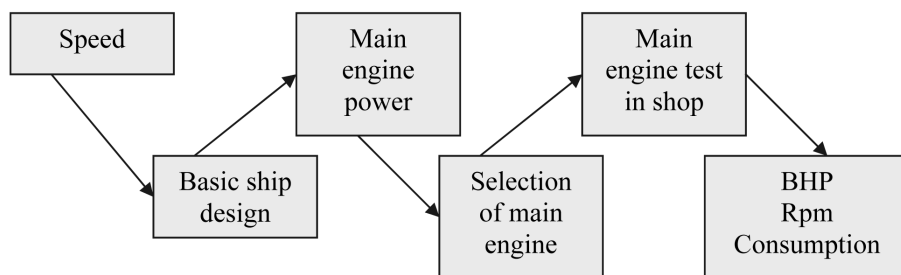 Speed
Basic ship
design
Main
engine
power
Selection
of main
engine
Main
engine test
in shop
BHP
Rpm
Consumption